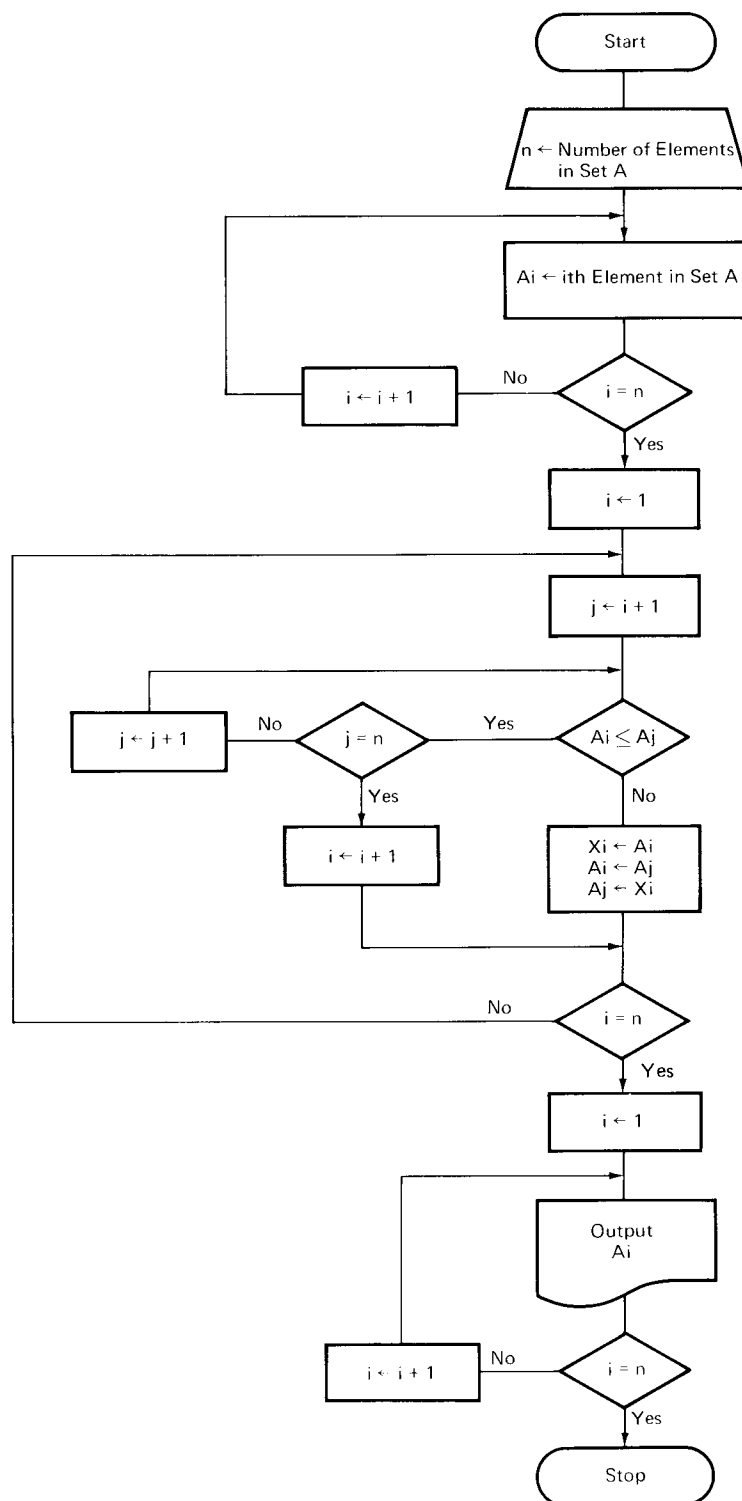 Start
n ← Number of Elements
in Set A
Ai ← ith Element in Set A
No
i = n
i ← i + 1
Yes
i ← 1
j ← i + 1
j ← j + 1
No
j = n
Yes
Ai ≤ Aj
Yes
No
i ← i + 1
Xi ← Ai
Ai ← Aj
Aj ← Xi
No
i = n
Yes
i ← 1
Output
Ai
i ← i + 1
No
i = n
Yes
Stop